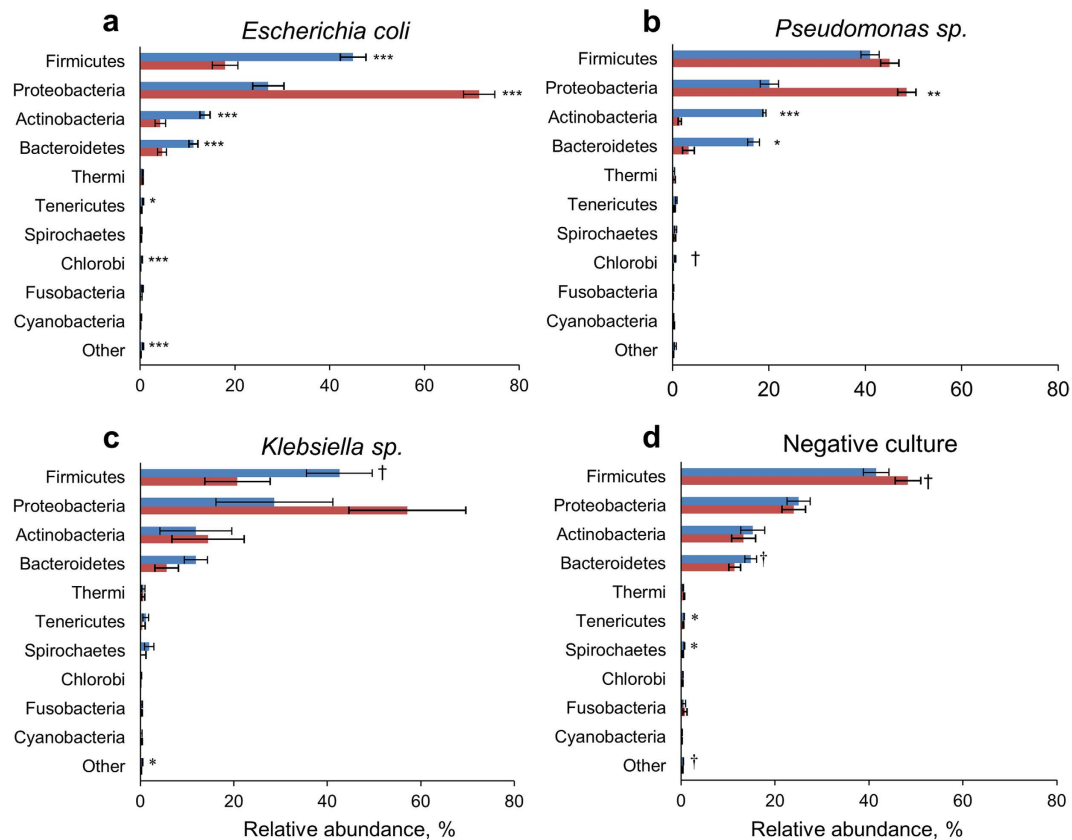 a
Escherichia coli
Firmicutes ***
Proteobacteria ***
Actinobacteria ***
Bacteroidetes ***
Thermi
Tenericutes *
Spirochaetes
Chlorobi ***
Fusobacteria
Cyanobacteria
Other ***
0 20 40 60 80
b
Pseudomonas sp.
Firmicutes
Proteobacteria **
Actinobacteria ***
Bacteroidetes *
Thermi
Tenericutes
Spirochaetes
Chlorobi †
Fusobacteria
Cyanobacteria
Other
0 20 40 60 80
c
Klebsiella sp.
Firmicutes †
Proteobacteria
Actinobacteria
Bacteroidetes
Thermi
Tenericutes
Spirochaetes
Chlorobi
Fusobacteria
Cyanobacteria
Other *
0 20 40 60 80
Relative abundance, %
d
Negative culture
Firmicutes †
Proteobacteria
Actinobacteria
Bacteroidetes †
Thermi
Tenericutes *
Spirochaetes *
Chlorobi
Fusobacteria
Cyanobacteria
Other †
0 20 40 60 80
Relative abundance, %